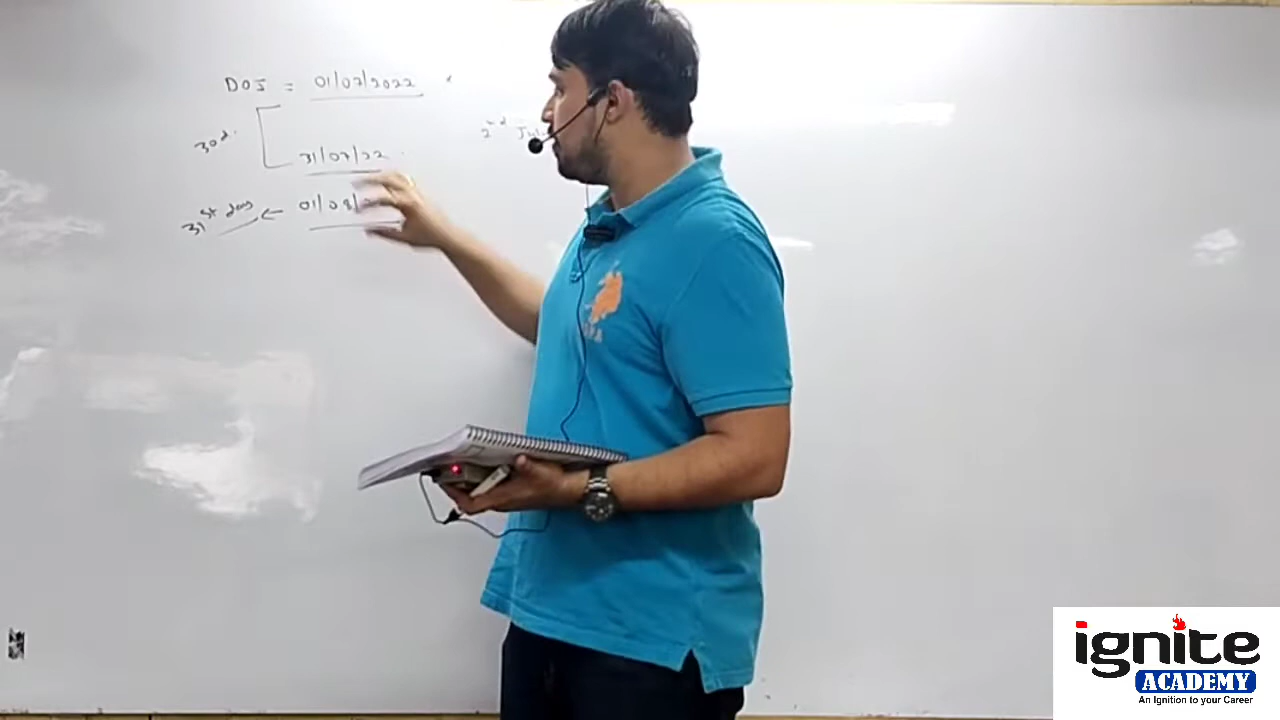 DOJ = 01/07/2022
2nd July
30 d.
31/07/22
31st day ← 01/08/
ignite
ACADEMY
An Ignition to your Career